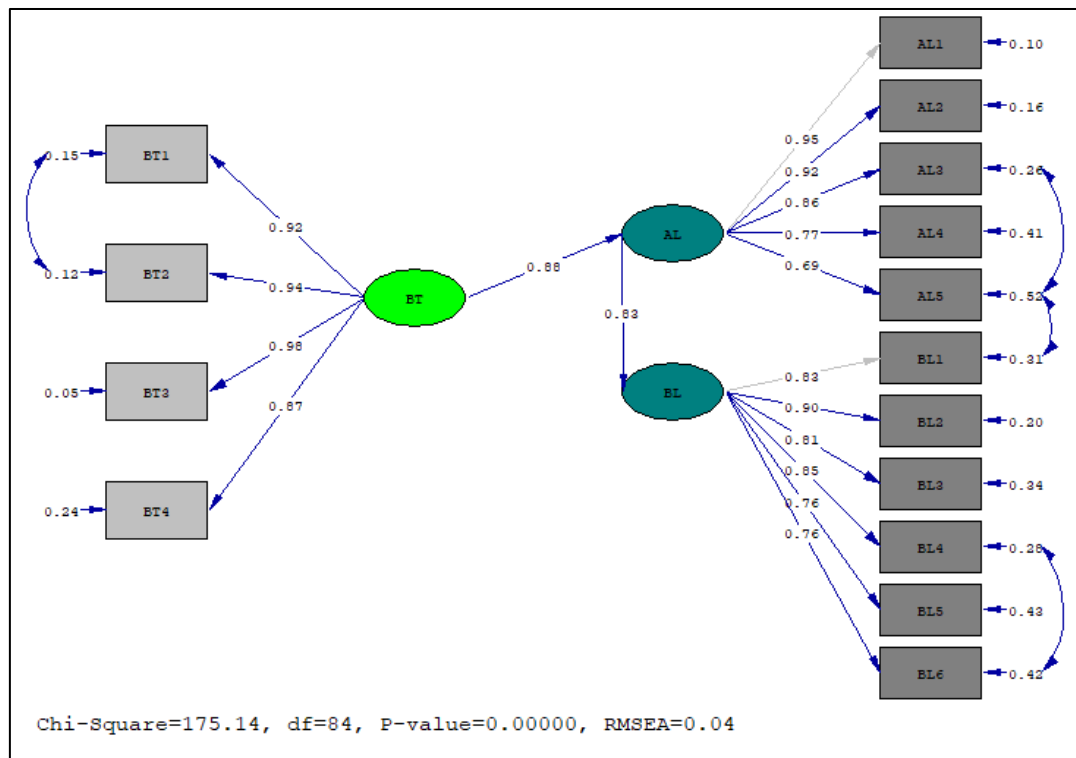 AL1
0.10
AL2
0.16
0.15
BT1
0.95
0.92
AL3
0.26
0.86
0.92
AL
0.77
AL4
0.41
0.69
0.12
BT2
0.94
0.88
BT
AL5
0.52
0.83
0.98
BL1
0.31
0.83
0.05
BT3
0.87
BL
0.90
BL2
0.20
0.81
0.85
BL3
0.34
0.76
0.24
BT4
0.76
BL4
0.28
BL5
0.43
BL6
0.42
Chi-Square=175.14, df=84, P-value=0.00000, RMSEA=0.04